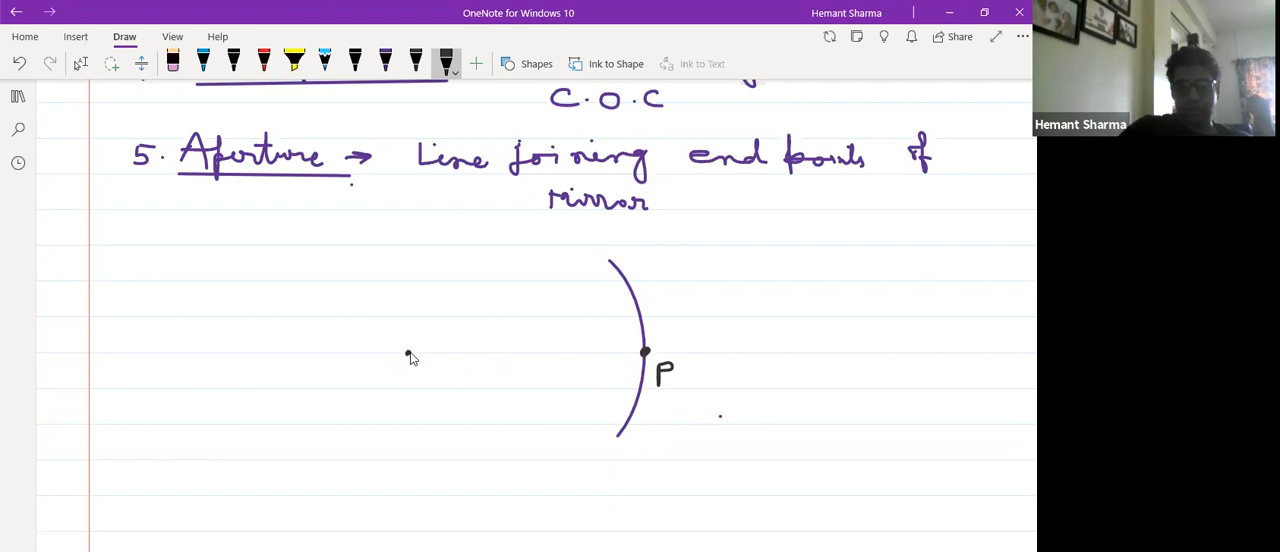 OneNote for Windows 10
Hemant Sharma
Home Insert Draw View Help
Share
Shapes
Ink to Shape
Ink to Text
Hemant Sharma
C.O.C
5. Aperture → Line joining end points of
mirror
P